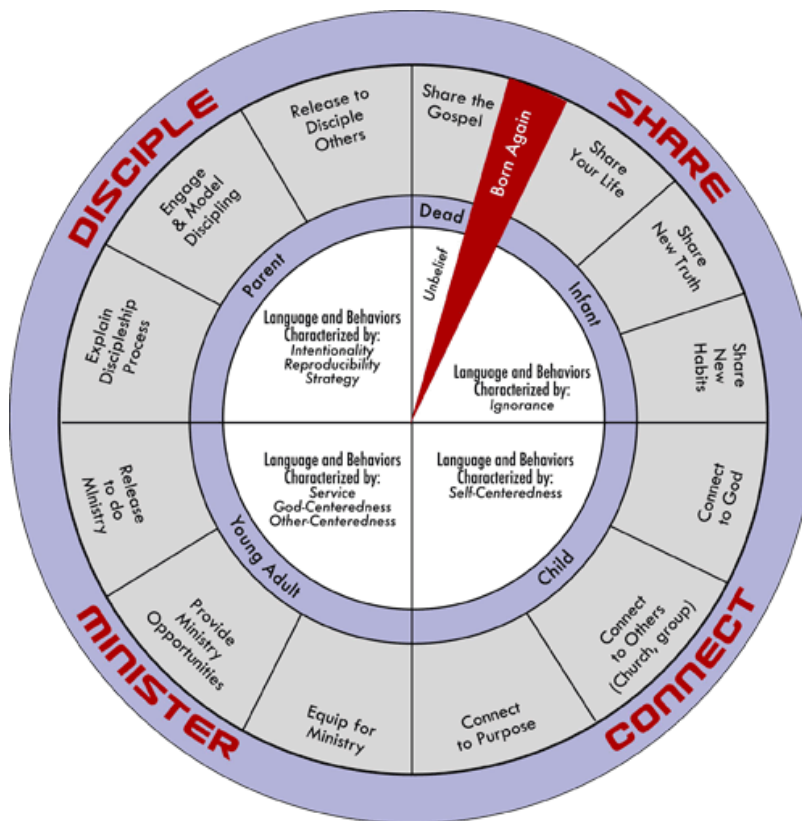 DISCIPLE
SHARE
MINISTER
CONNECT
Share the
Gospel
Born Again
Share
Your Life
Share
New Truth
Share
New
Habits
Connect
to God
Connect
to Others
(Church, group)
Connect
to Purpose
Equip for
Ministry
Provide
Ministry
Opportunities
Release
to do
Ministry
Explain
Discipleship
Process
Engage
& Model
Discipling
Release to
Disciple
Others
Dead
Infant
Child
Young Adult
Parent
Unbelief
Language and Behaviors
Characterized by:
Ignorance
Language and Behaviors
Characterized by:
Self-Centeredness
Language and Behaviors
Characterized by:
Service
God-Centeredness
Other-Centeredness
Language and Behaviors
Characterized by:
Intentionality
Reproducibility
Strategy